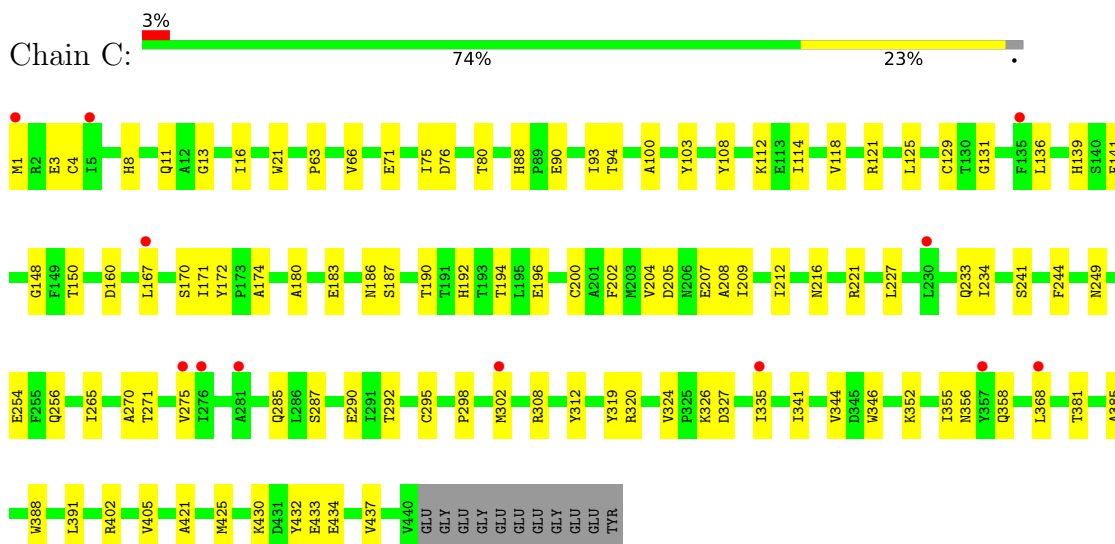 3%
Chain C:
74%
23%
•
M1 R2 E3 C4 I5 H8 Q11 A12 G13 I16 W21 P63 V66 E71 I75 D76 T80 H88 P89 E90 I93 T94 A100 Y103 Y108 K112 E113 I114 V118 R121 L125 C129 T130 G131 F135 L136 H139 S140
G148 F149 T150 D160 L167 S170 I171 Y172 P173 A174 A180 E183 N186 S187 T190 T191 H192 T193 T194 L195 E196 C200 A201 F202 M203 V204 D205 N206 E207 A208 I209 I212 N216 R221 L227 L230 Q233 I234 S241 F244 N249
E254 F255 Q256 I265 A270 T271 V275 I276 A281 Q285 L286 S287 E290 I291 T292 C295 P298 M302 R308 Y312 Y319 R320 V324 P325 K326 D327 I335 I341 V344 D345 W346 K352 I355 N356 Y357 Q358 L368 T381
W388 L391 R402 V405 A421 M425 K430 D431 Y432 E433 E434 V437 V440 GLU GLY GLU GLY GLU GLU GLU GLY GLU GLU TYR